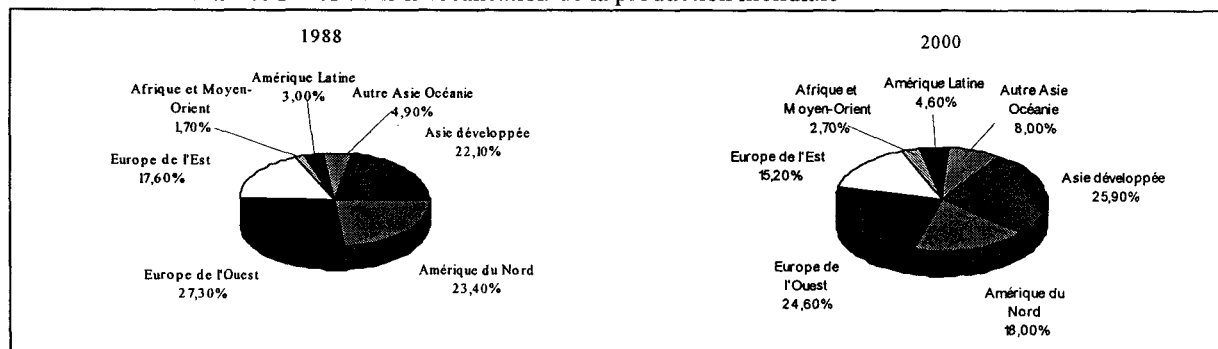 1988
Amérique Latine
3,00%
Afrique et Moyen-
Orient
1,70%
Autre Asie Océanie
4,90%
Asie développée
22,10%
Europe de l'Est
17,60%
Europe de l'Ouest
27,30%
Amérique du Nord
23,40%
2000
Amérique Latine
4,60%
Afrique et
Moyen-Orient
2,70%
Autre Asie
Océanie
8,00%
Europe de l'Est
15,20%
Asie développée
25,90%
Europe de
l'Ouest
24,60%
Amérique du
Nord
18,00%